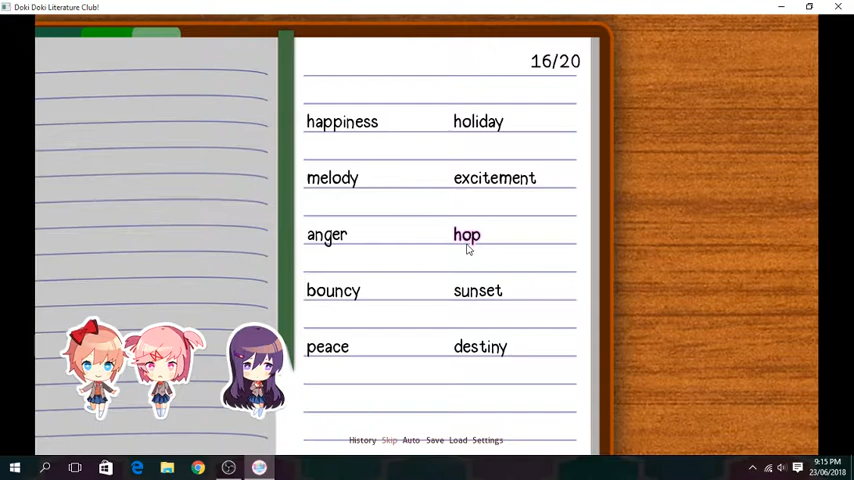 Doki Doki Literature Club!
16/20
happiness holiday
melody excitement
anger hop
bouncy sunset
peace destiny
History Skip Auto Save Load Settings
9:15 PM
23/06/2018